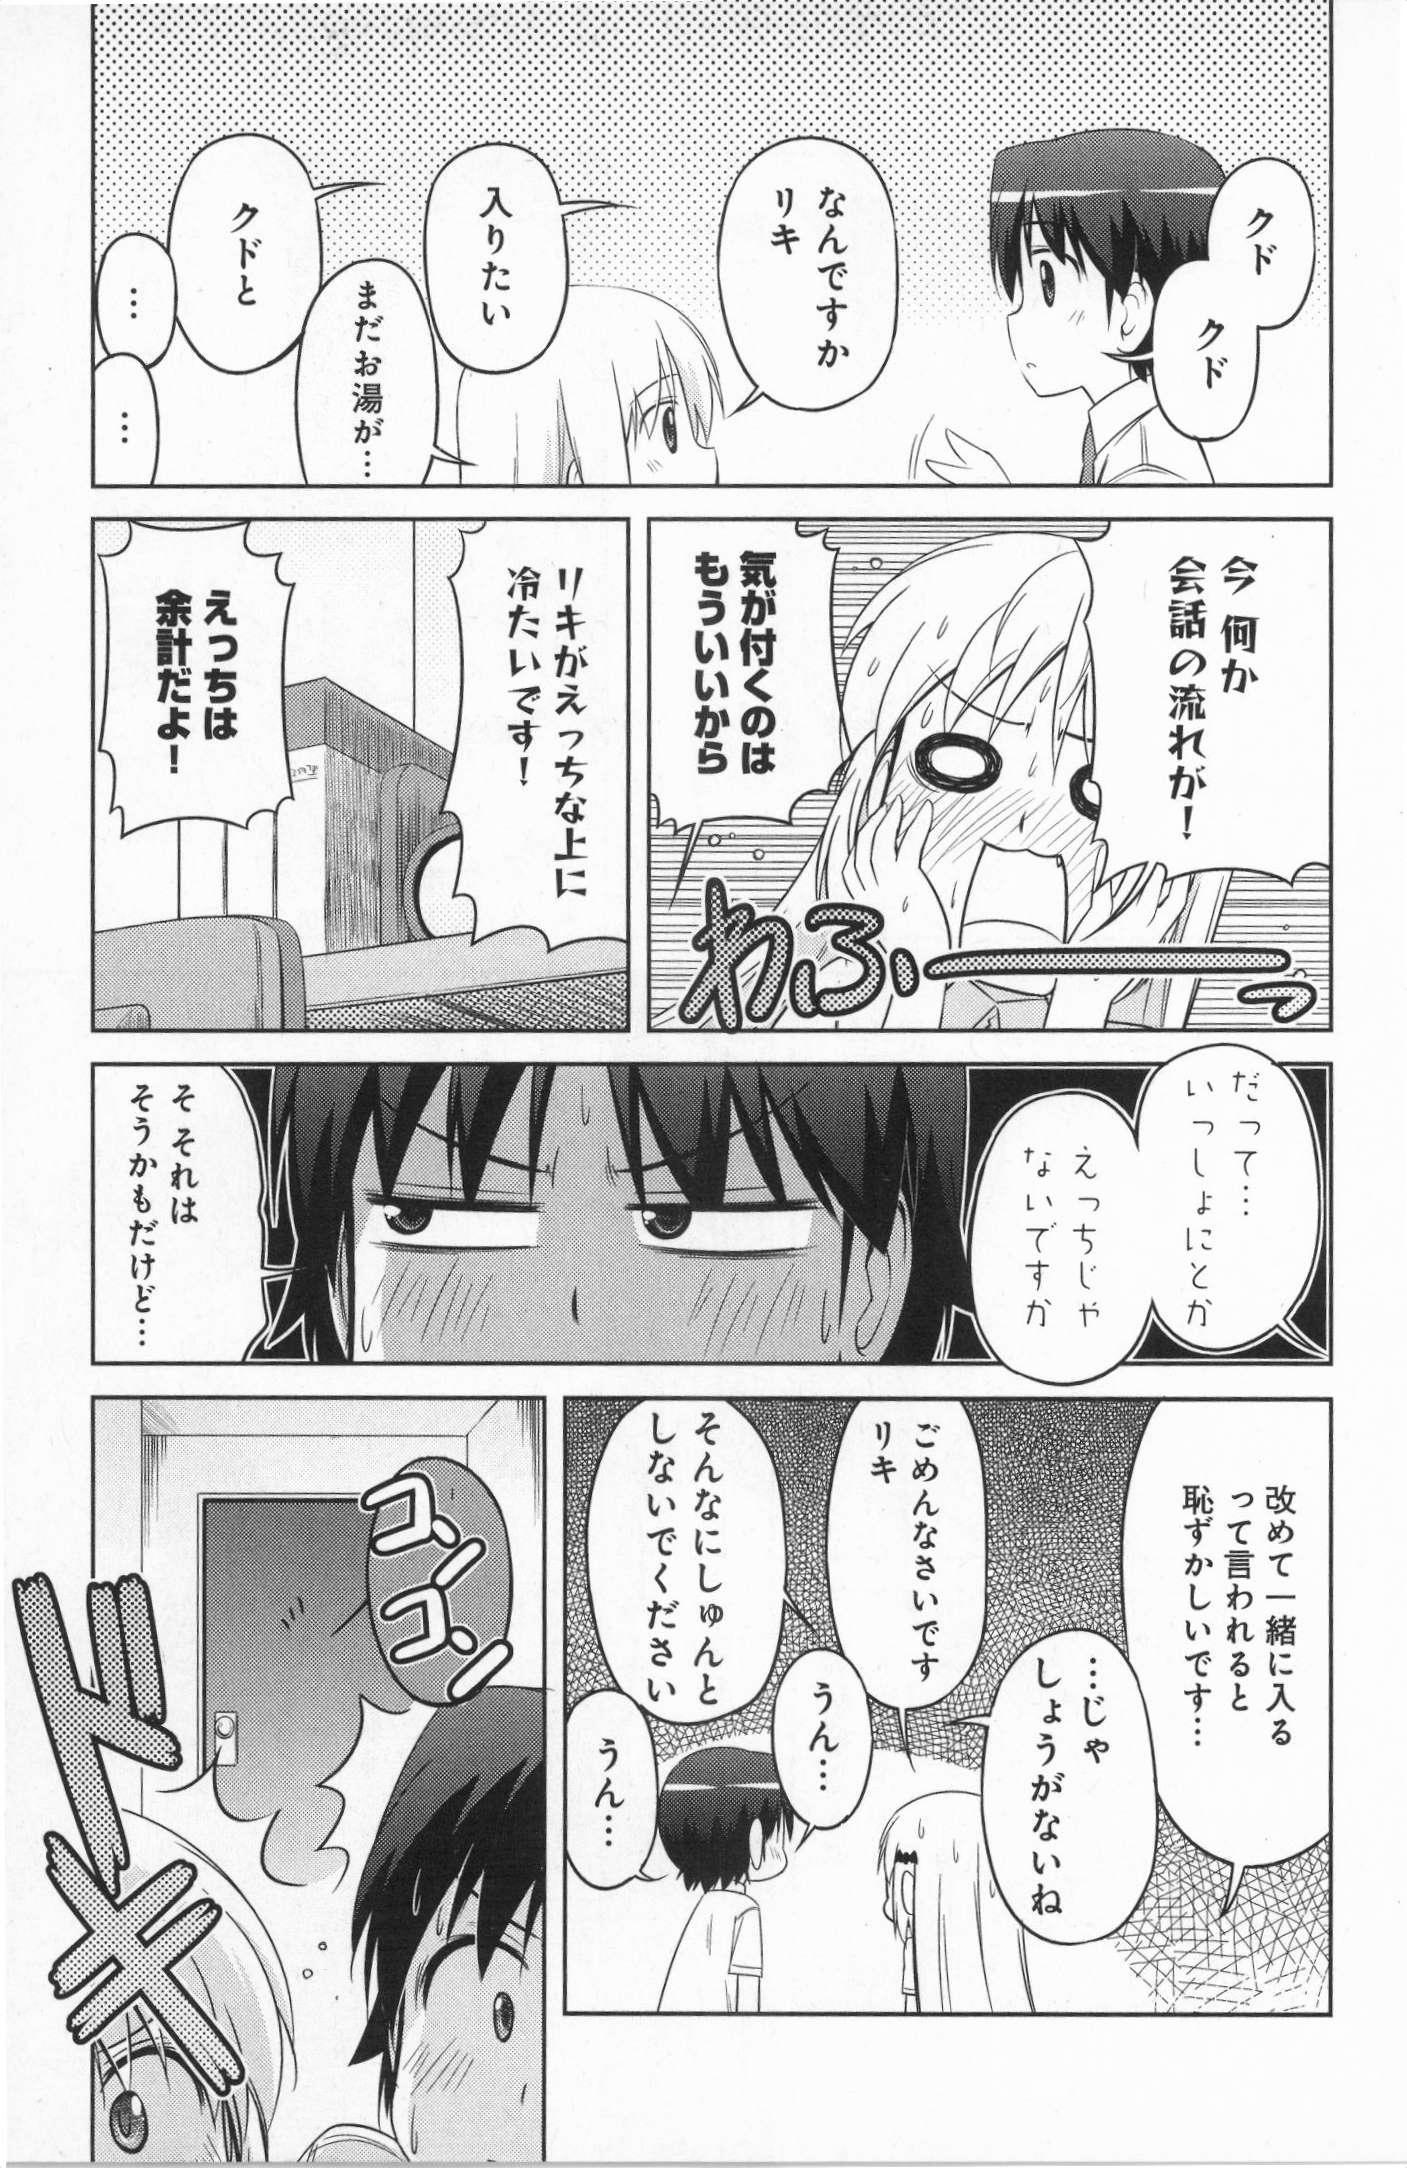 クド
クド
なんですか
リキ
入りたい
まだお湯が…
クドと
…
…
今 何か
会話の流れが！
気が付くのは
もういいから
わふーーっ
リキがえっちな上に
冷たいです！
えっちは
余計だよ！
だって…
いっしょにとか
えっちじゃ
ないですか
そ それは
そうかもだけど…
改めて一緒に入る
って言われると
恥ずかしいです…
…じゃ
しょうがないね
ごめんなさいです
リキ
うん…
そんなにしゅんと
しないでください
うん…
コンコン
ドキ